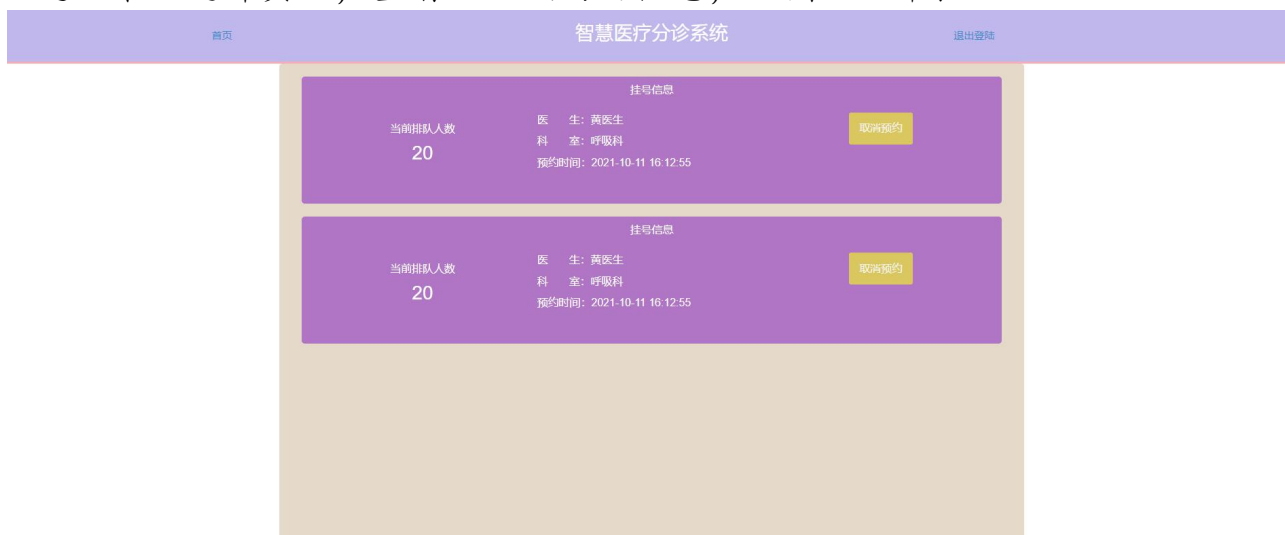 首页
智慧医疗分诊系统
退出登陆
挂号信息
当前排队人数
20
医 生：黄医生
科 室：呼吸科
预约时间：2021-10-11 16:12:55
取消预约
挂号信息
当前排队人数
20
医 生：黄医生
科 室：呼吸科
预约时间：2021-10-11 16:12:55
取消预约